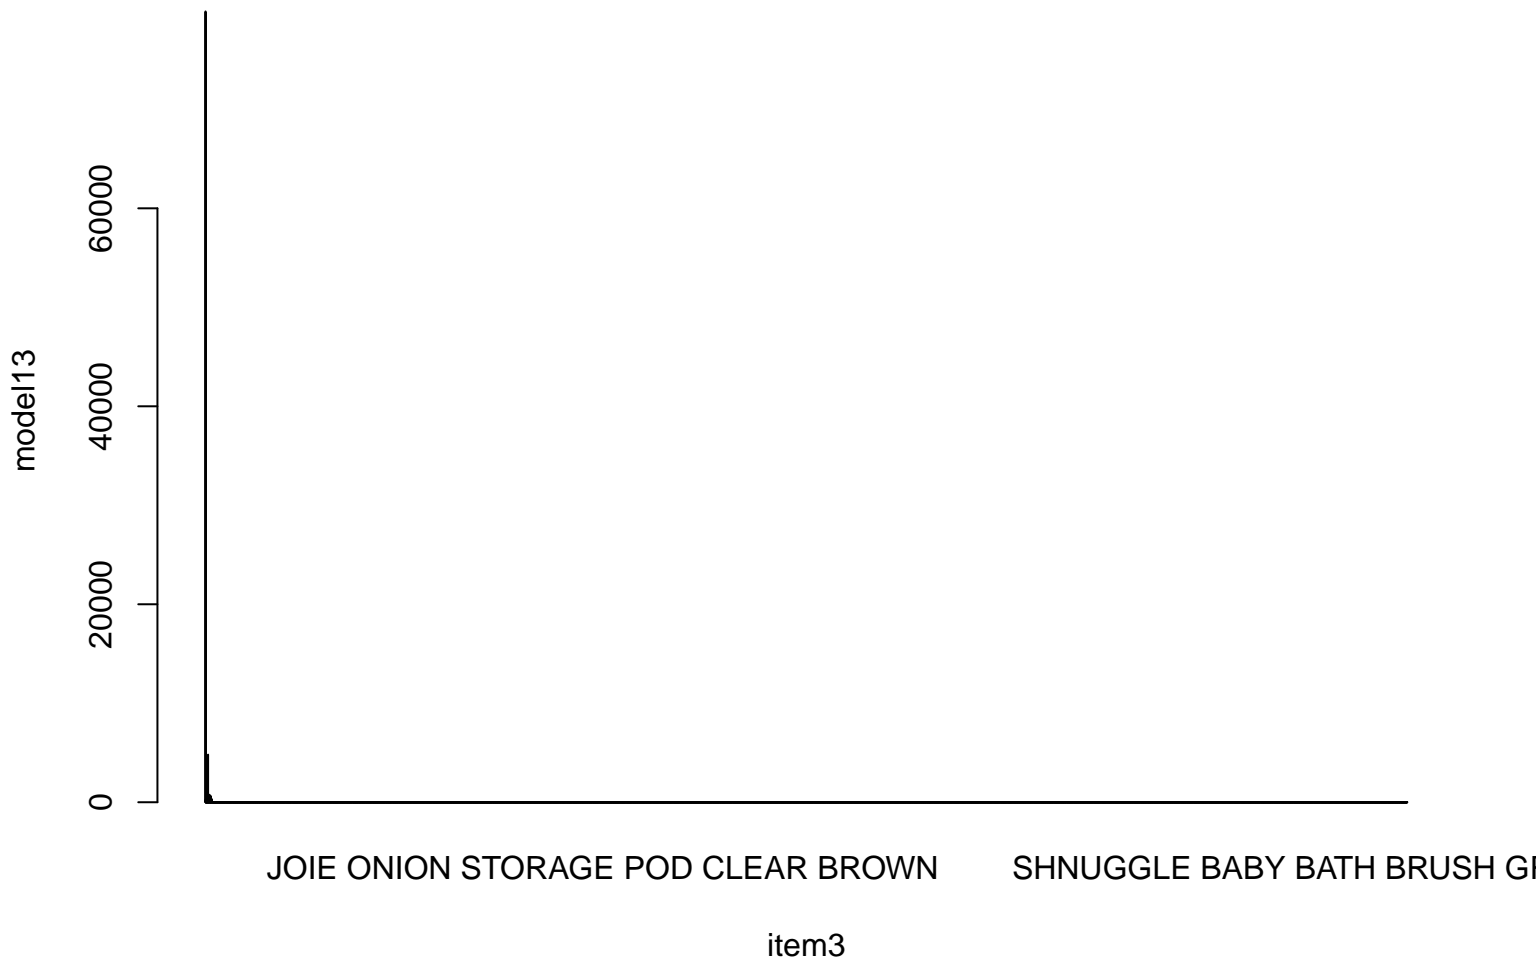 60000
40000
20000
0
model13
JOIE ONION STORAGE POD CLEAR BROWN
SHNUGGLE BABY BATH BRUSH
item3